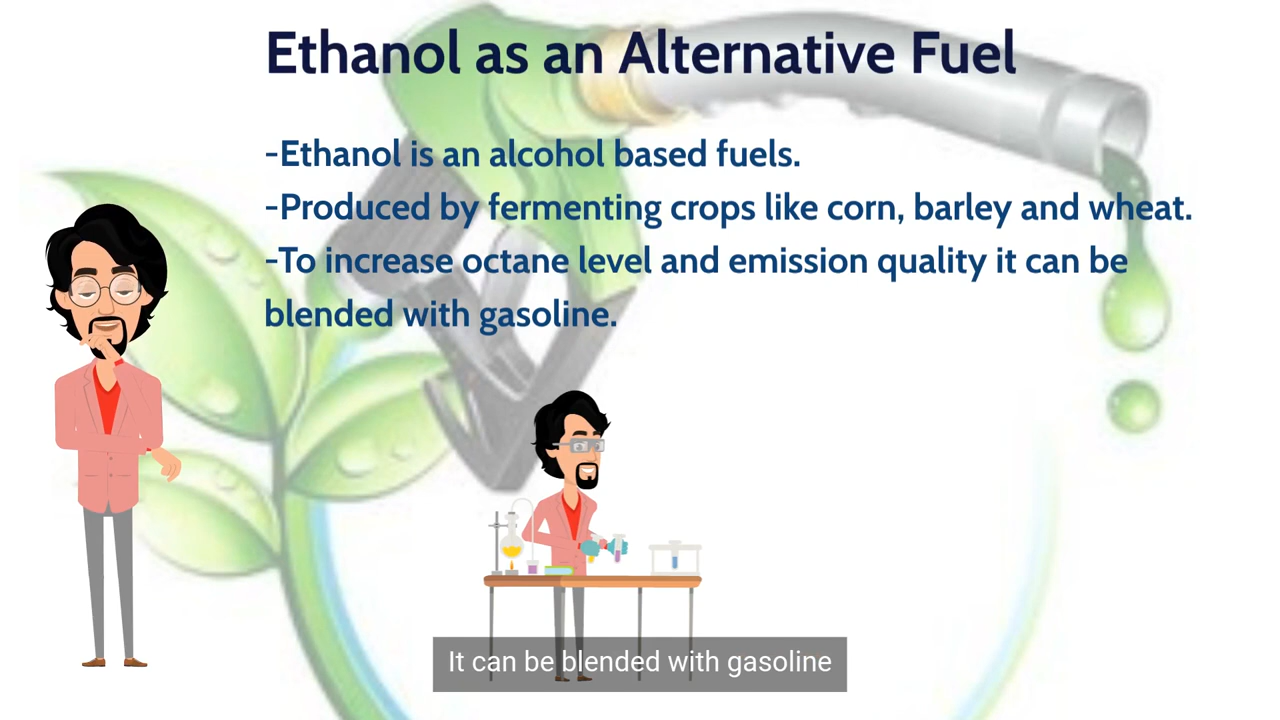 Ethanol as an Alternative Fuel
-Ethanol is an alcohol based fuels.
-Produced by fermenting crops like corn, barley and wheat.
-To increase octane level and emission quality it can be
blended with gasoline.
It can be blended with gasoline